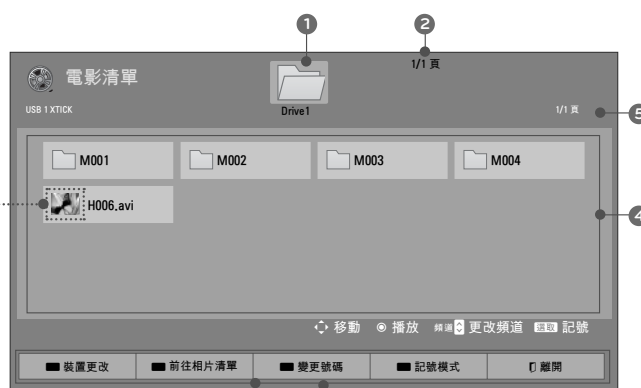 1
2
電影清單
1/1 頁
USB 1 XTICK
Drive1
1/1 頁
5
M001
M002
M003
M004
H006.avi
4
移動 播放 頻道 更改頻道 選取 記號
裝置更改 前往相片清單 變更號碼 記號模式 離開